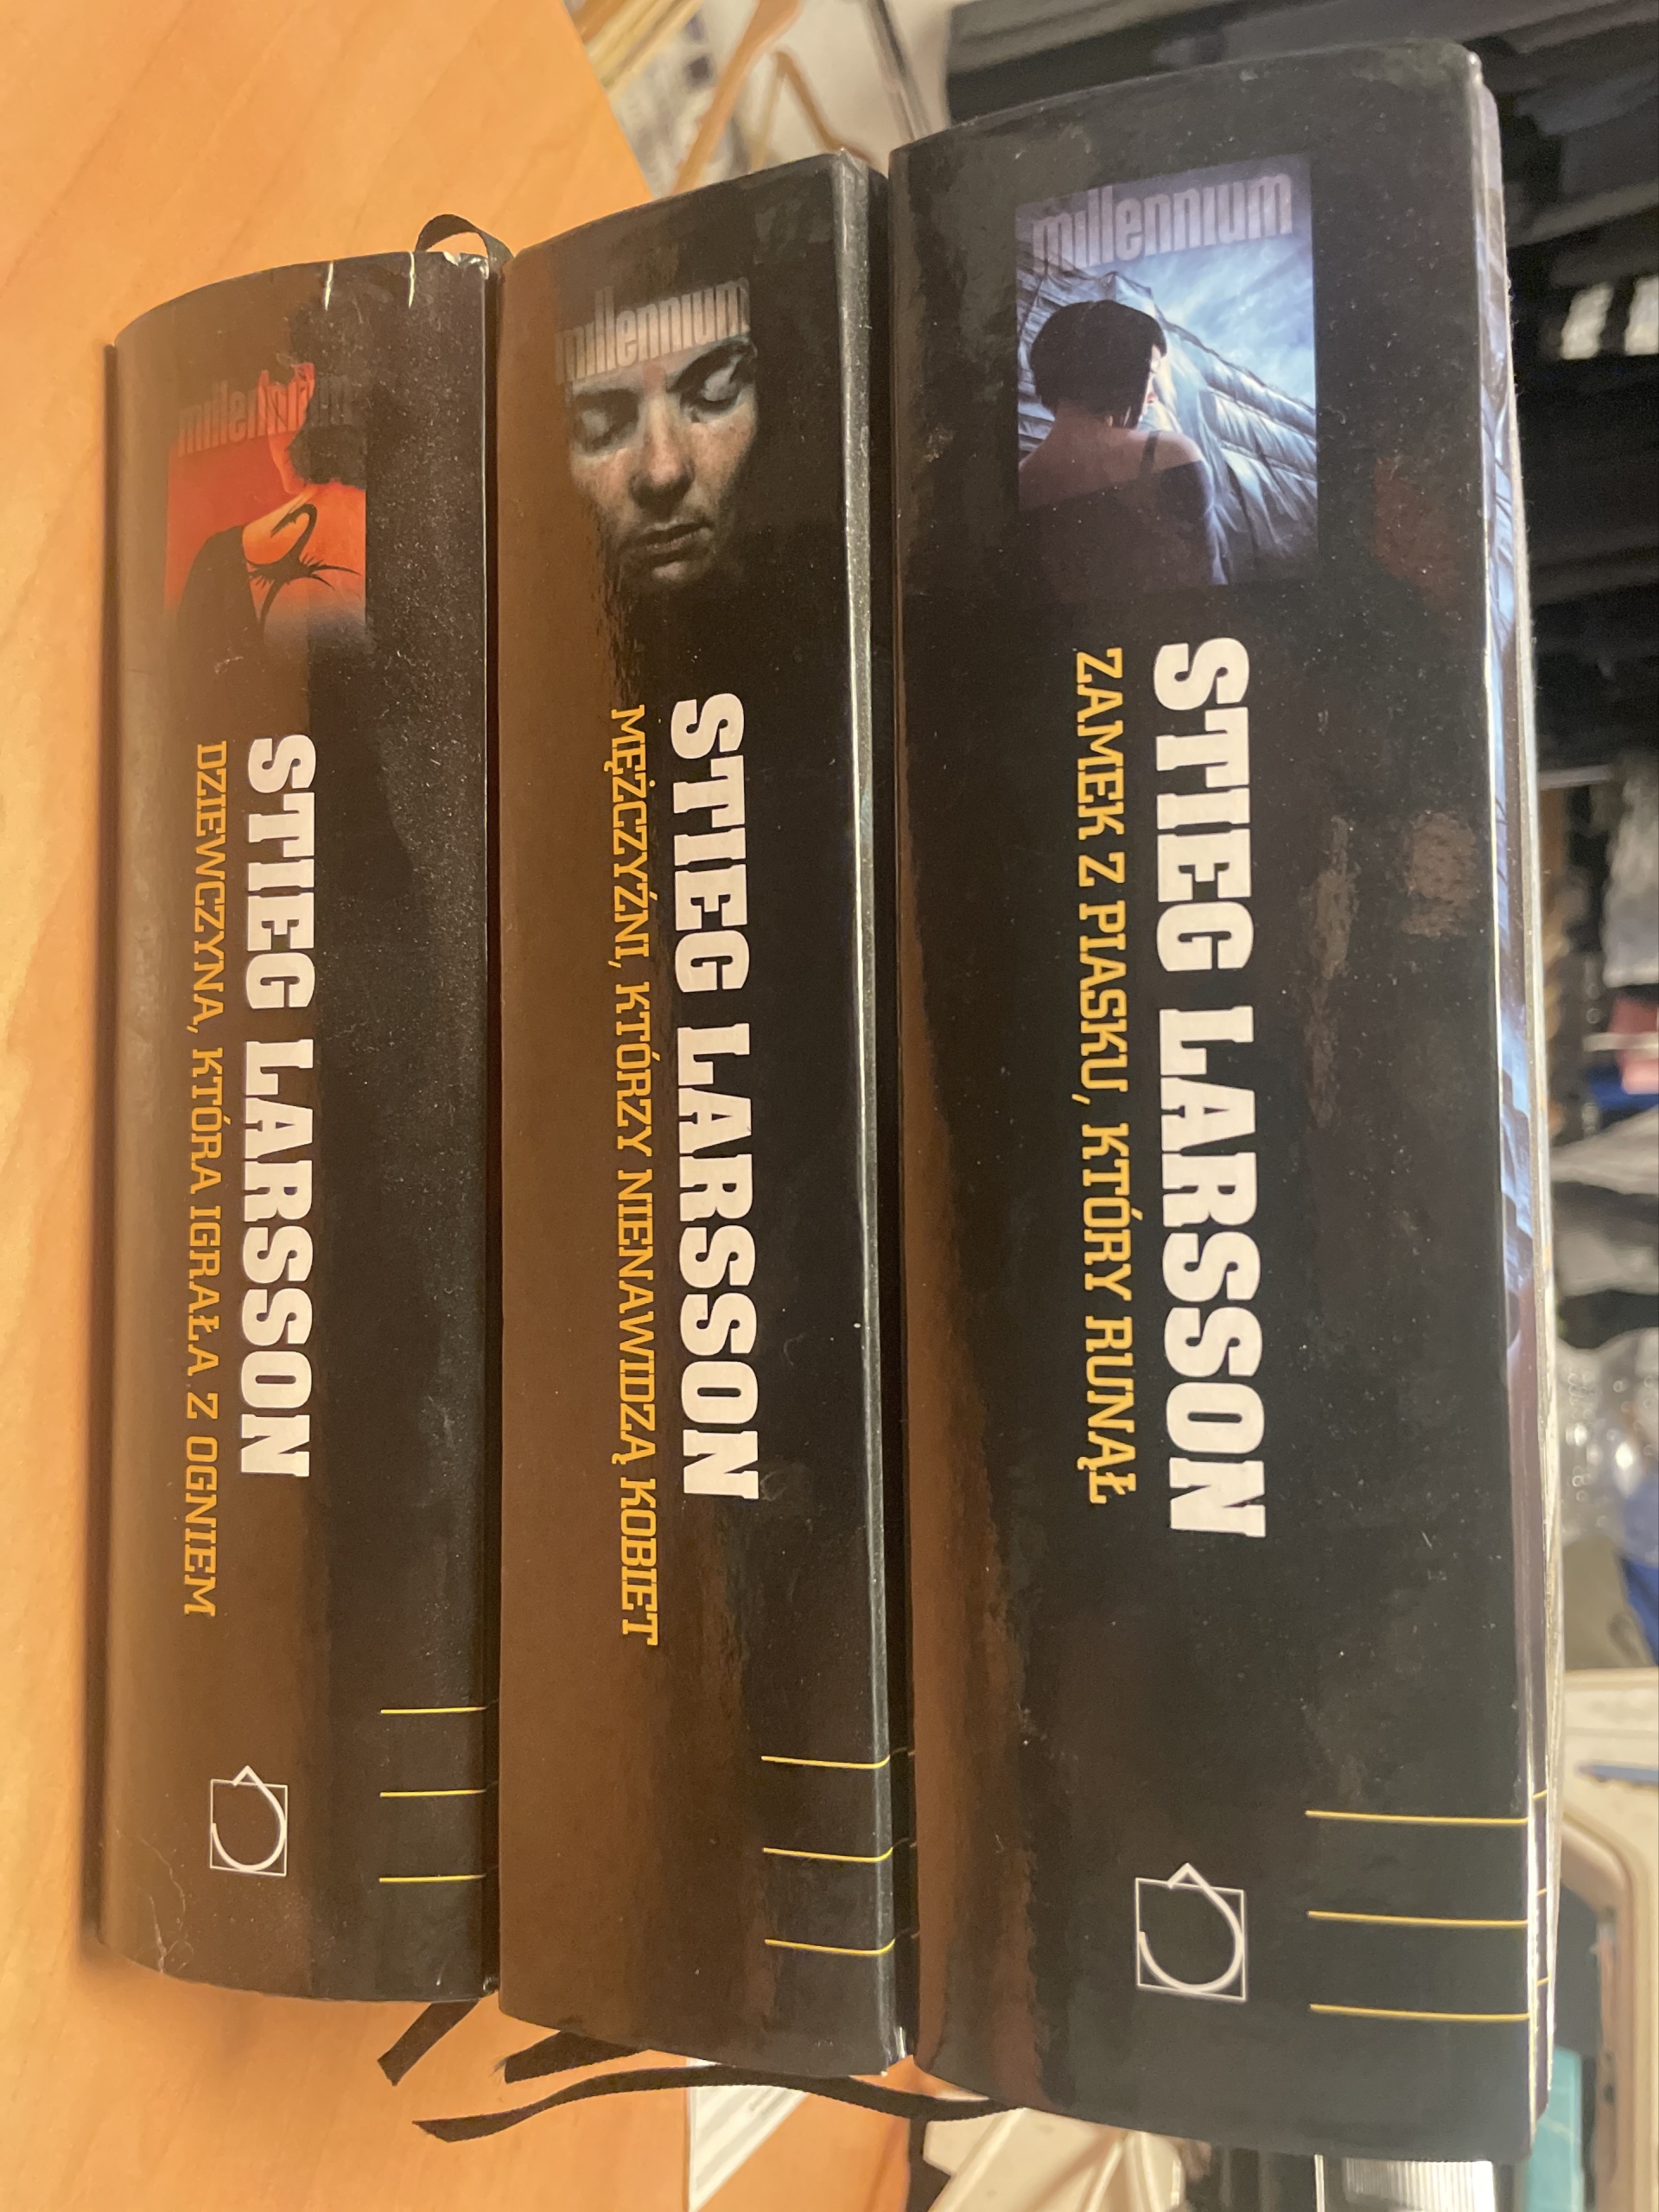 millennium
STIEG LARSSON
ZAMEK Z PIASKU, KTÓRY RUNĄŁ
millennium
STIEG LARSSON
MĘŻCZYŹNI, KTÓRZY NIENAWIDZĄ KOBIET
millennium
STIEG LARSSON
DZIEWCZYNA, KTÓRA IGRAŁA Z OGNIEM